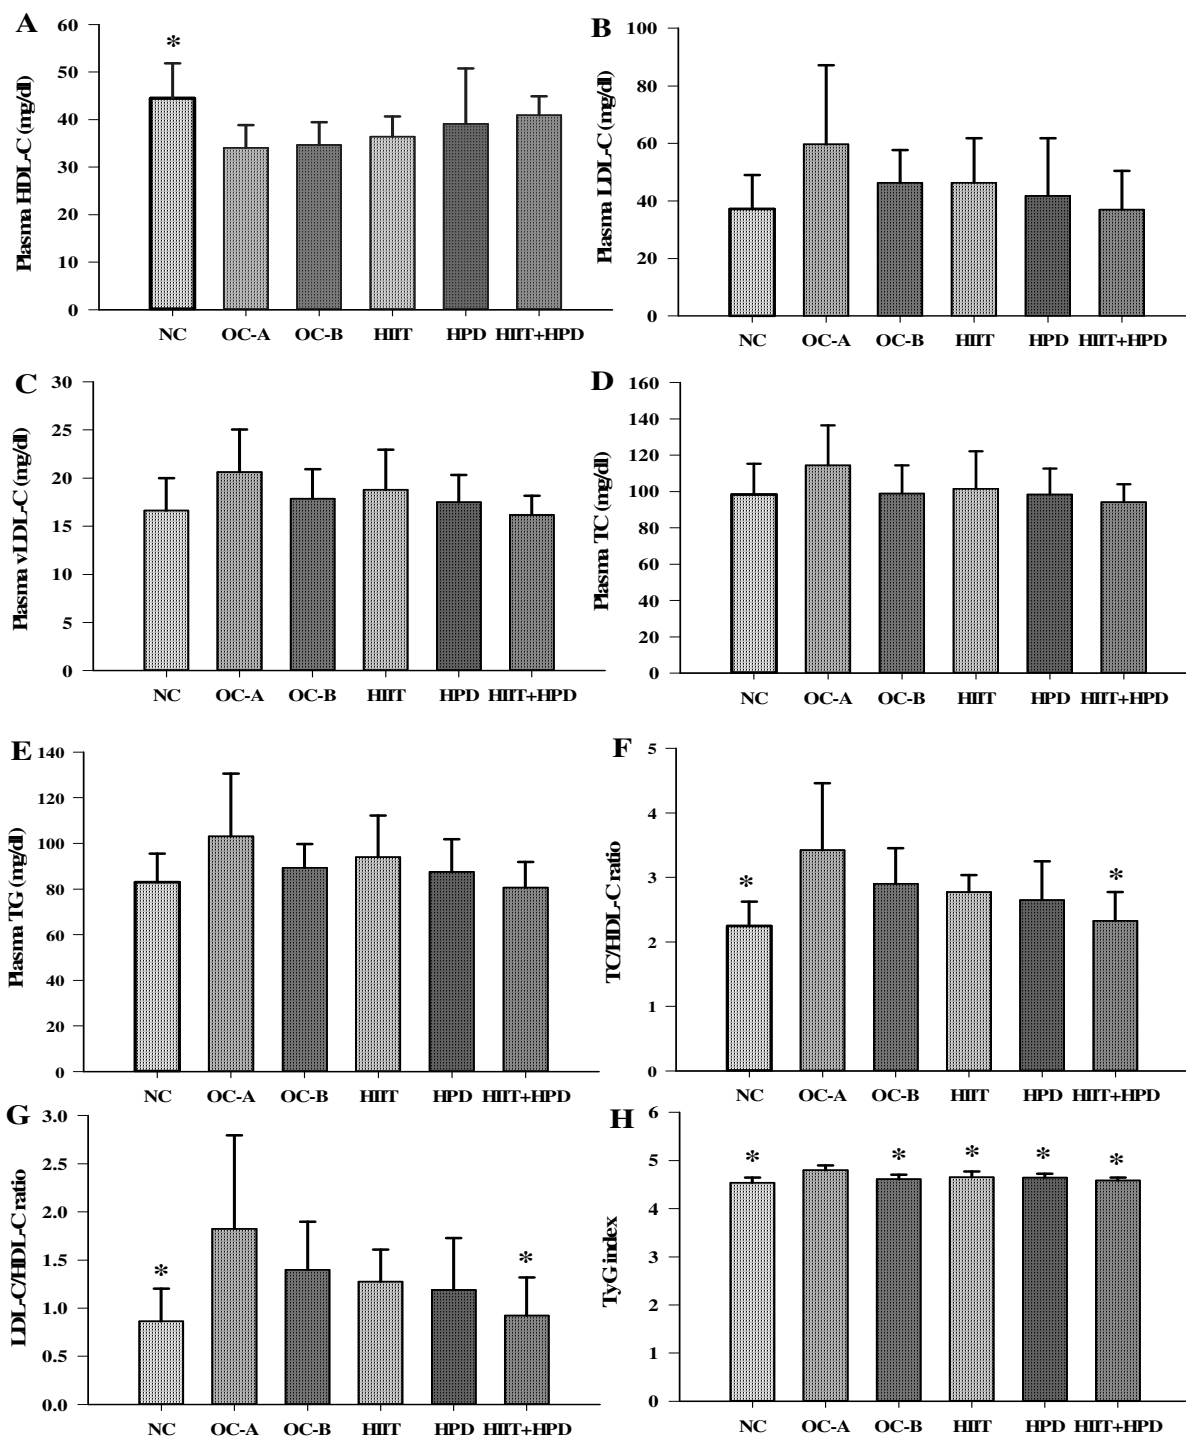 A
Plasma HDL-C (mg/dl)
60
50
40
30
20
10
0
*
NC OC-A OC-B HIIT HPD HIIT+HPD
B
Plasma LDL-C (mg/dl)
100
80
60
40
20
0
NC OC-A OC-B HIIT HPD HIIT+HPD
C
Plasma vLDL-C (mg/dl)
30
25
20
15
10
5
0
NC OC-A OC-B HIIT HPD HIIT+HPD
D
Plasma TC (mg/dl)
160
140
120
100
80
60
40
20
0
NC OC-A OC-B HIIT HPD HIIT+HPD
E
Plasma TG (mg/dl)
140
120
100
80
60
40
20
0
NC OC-A OC-B HIIT HPD HIIT+HPD
F
TC/HDL-C ratio
5
4
3
2
1
0
* *
NC OC-A OC-B HIIT HPD HIIT+HPD
G
LDL-C/HDL-C ratio
3.0
2.5
2.0
1.5
1.0
0.5
0.0
* *
NC OC-A OC-B HIIT HPD HIIT+HPD
H
TyG index
6
5
4
3
2
1
0
* * * * *
NC OC-A OC-B HIIT HPD HIIT+HPD